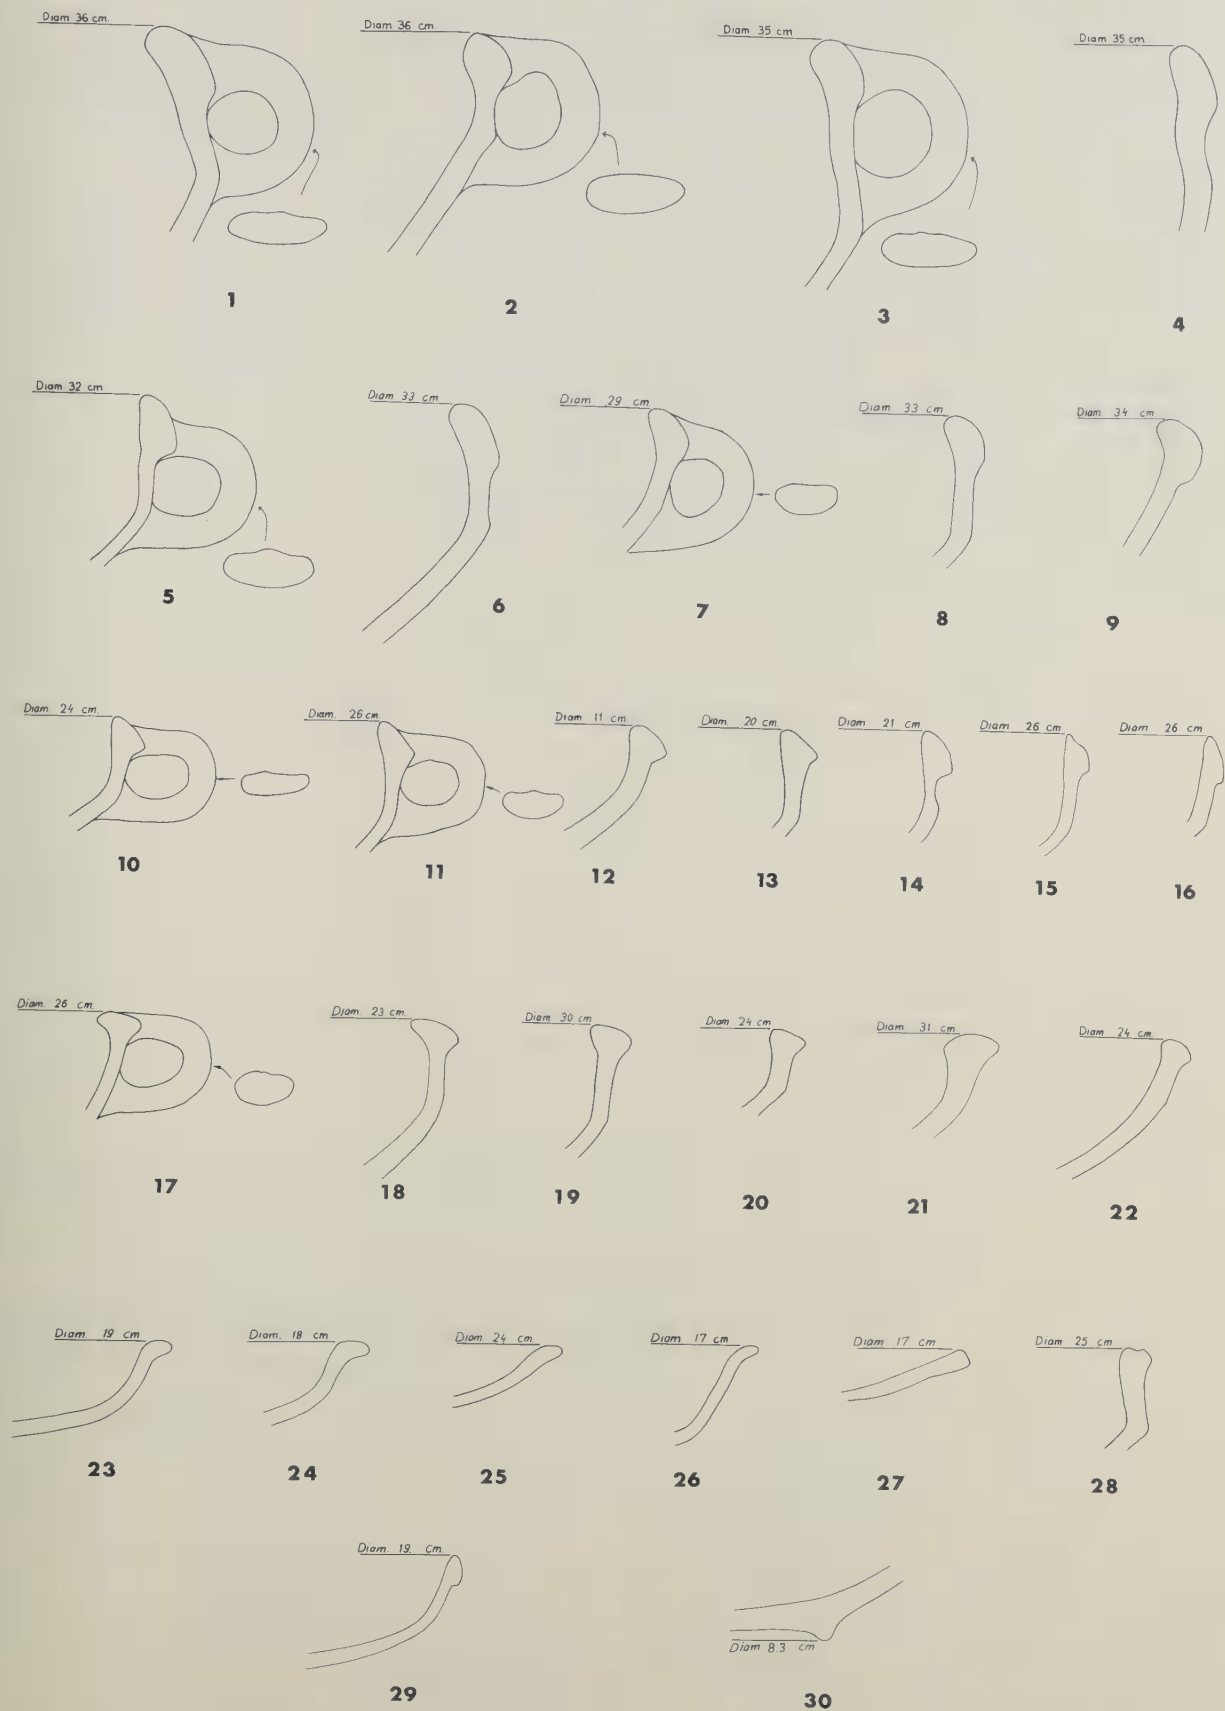 Diam 36 cm.
Diam 36 cm.
Diam 35 cm
Diam 35 cm
1
2
3
4
Diam. 32 cm
Diam. 33 cm.
Diam. 29 cm.
Diam. 33 cm
Diam. 34 cm
5
6
7
8
9
Diam. 24 cm.
Diam. 26 cm.
Diam 11 cm.
Diam. 20 cm.
Diam. 21 cm
Diam. 26 cm
Diam. 26 cm
10
11
12
13
14
15
16
Diam. 26 cm.
Diam. 23 cm.
Diam. 30 cm
Diam. 24 cm
Diam. 31 cm
Diam. 24 cm.
17
18
19
20
21
22
Diam. 19 cm
Diam. 18 cm
Diam. 24 cm.
Diam. 17 cm
Diam 17 cm
Diam. 25 cm
23
24
25
26
27
28
Diam. 19. cm.
Diam 8.3 cm
29
30